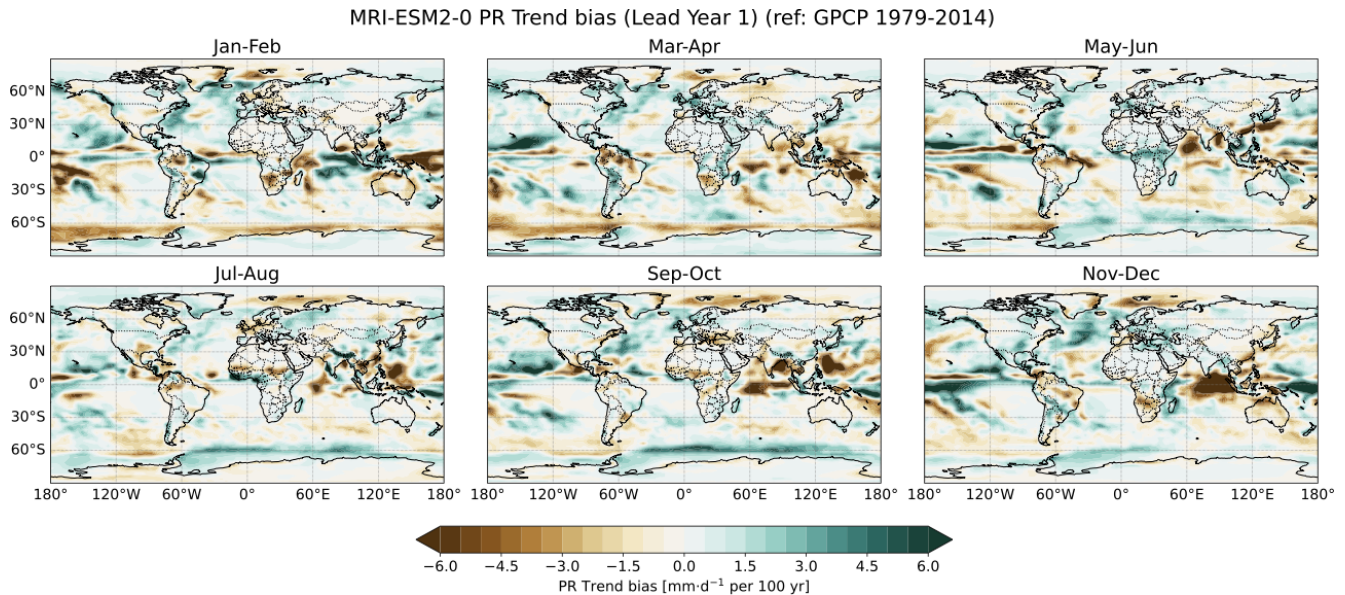 MRI-ESM2-0 PR Trend bias (Lead Year 1) (ref: GPCP 1979-2014)
Jan-Feb Mar-Apr May-Jun
60°N
30°N
0°
30°S
60°S
Jul-Aug Sep-Oct Nov-Dec
60°N
30°N
0°
30°S
60°S
180° 120°W 60°W 0° 60°E 120°E 180° 180° 120°W 60°W 0° 60°E 120°E 180° 180° 120°W 60°W 0° 60°E 120°E 180°
−6.0 −4.5 −3.0 −1.5 0.0 1.5 3.0 4.5 6.0
PR Trend bias [mm·d⁻¹ per 100 yr]